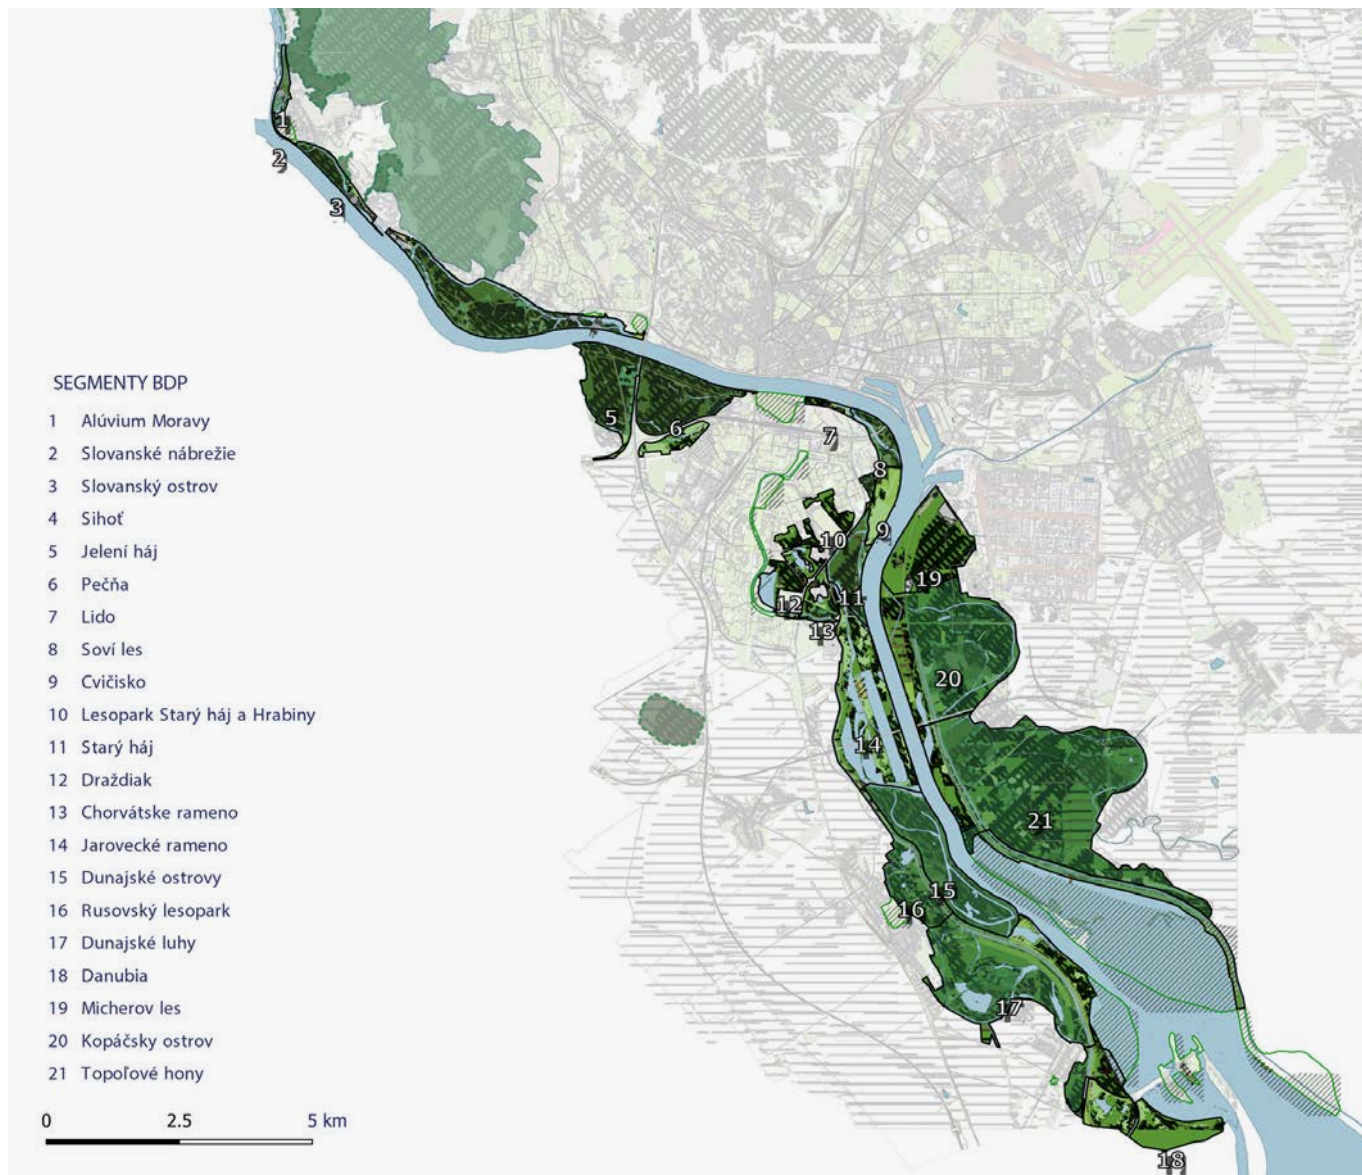 1
2
3
5
6
7
8
9
10
19
11
12
13
20
14
21
15
16
17
18
SEGMENTY BDP
1 Alúvium Moravy
2 Slovanské nábrežie
3 Slovanský ostrov
4 Sihoť
5 Jelení háj
6 Pečňa
7 Lido
8 Soví les
9 Cvičisko
10 Lesopark Starý háj a Hrabiny
11 Starý háj
12 Draždiak
13 Chorvátske rameno
14 Jarovecké rameno
15 Dunajské ostrovy
16 Rusovský lesopark
17 Dunajské luhy
18 Danubia
19 Micherov les
20 Kopáčsky ostrov
21 Topoľové hony
0 2.5 5 km